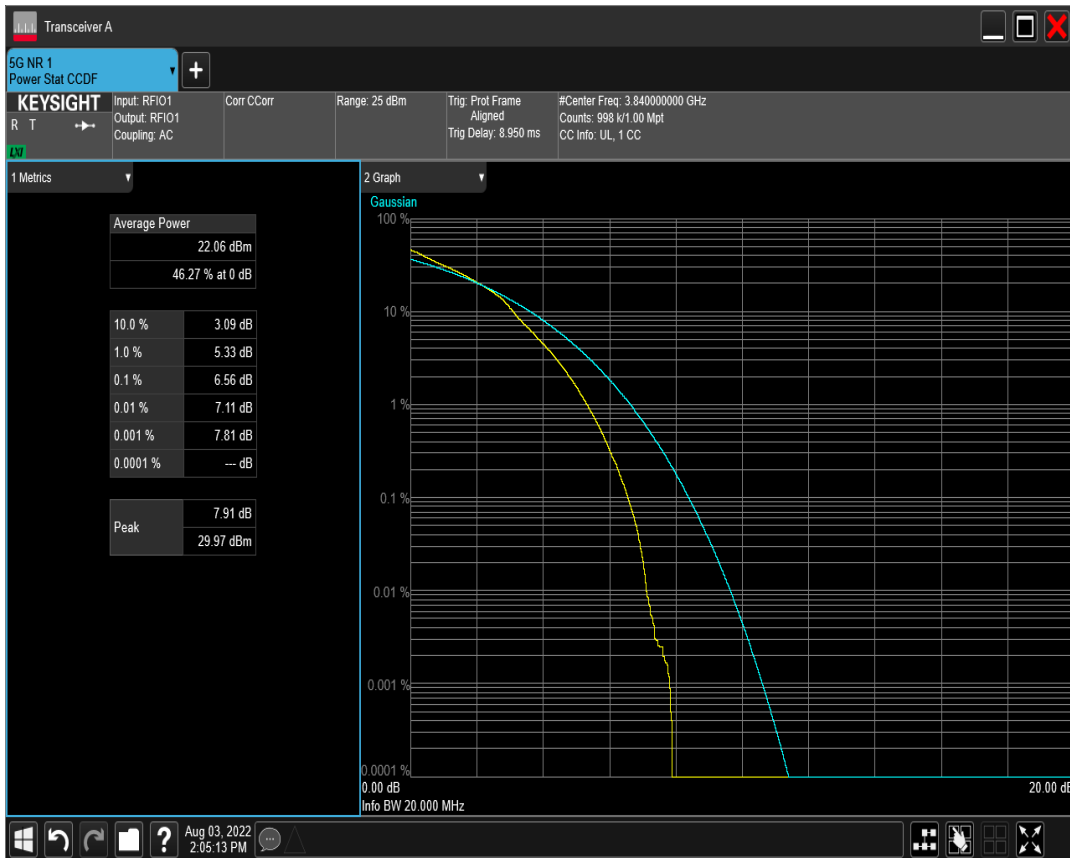 Transceiver A
5G NR 1
Power Stat CCDF
+
KEYSIGHT
R T
LXI
Input: RFIO1
Output: RFIO1
Coupling: AC
Corr CCorr
Range: 25 dBm
Trig: Prot Frame
Aligned
Trig Delay: 8.950 ms
#Center Freq: 3.840000000 GHz
Counts: 998 k/1.00 Mpt
CC Info: UL, 1 CC
1 Metrics
Average Power
22.06 dBm
46.27 % at 0 dB
10.0 % 3.09 dB
1.0 % 5.33 dB
0.1 % 6.56 dB
0.01 % 7.11 dB
0.001 % 7.81 dB
0.0001 % --- dB
Peak
7.91 dB
29.97 dBm
2 Graph
Gaussian
100 %
10 %
1 %
0.1 %
0.01 %
0.001 %
0.0001 %
0.00 dB 20.00 dB
Info BW 20.000 MHz
?
Aug 03, 2022
2:05:13 PM